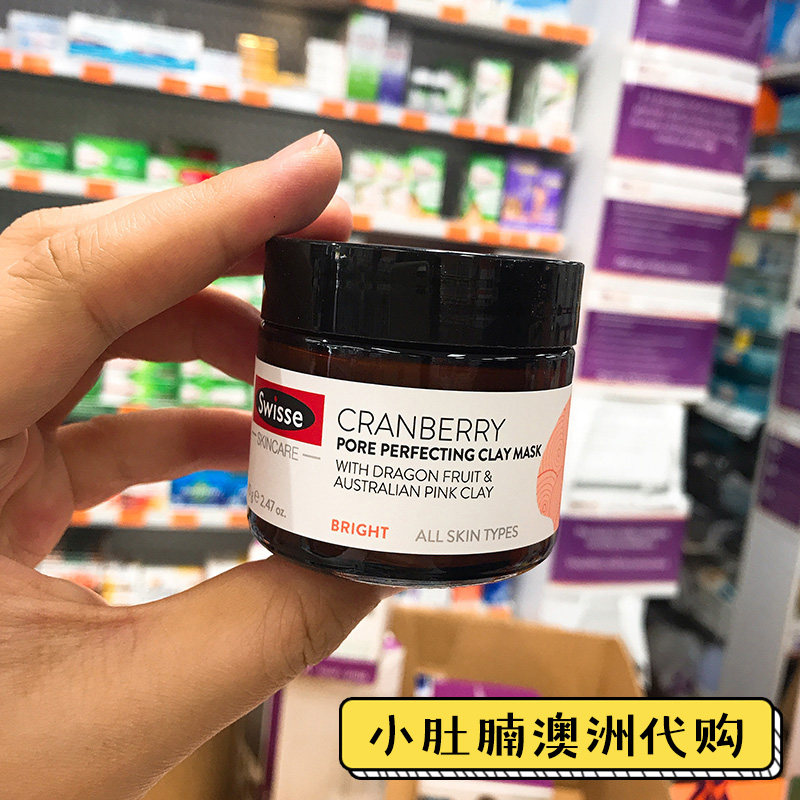 Swisse
SKINCARE
CRANBERRY
PORE PERFECTING CLAY MASK
WITH DRAGON FRUIT &
AUSTRALIAN PINK CLAY
g e 2.47 oz.
BRIGHT ALL SKIN TYPES
小肚腩澳洲代购